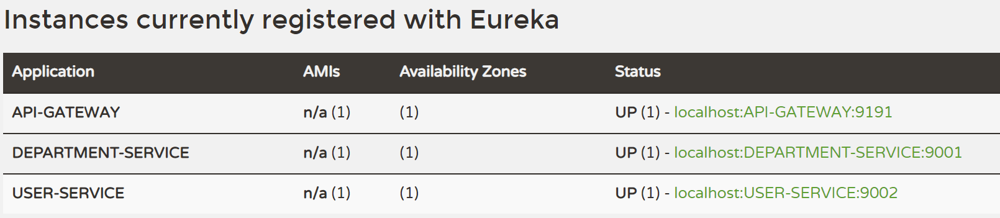 Instances currently registered with Eureka
Application AMIs Availability Zones Status
API-GATEWAY n/a (1) (1) UP (1) - localhost:API-GATEWAY:9191
DEPARTMENT-SERVICE n/a (1) (1) UP (1) - localhost:DEPARTMENT-SERVICE:9001
USER-SERVICE n/a (1) (1) UP (1) - localhost:USER-SERVICE:9002